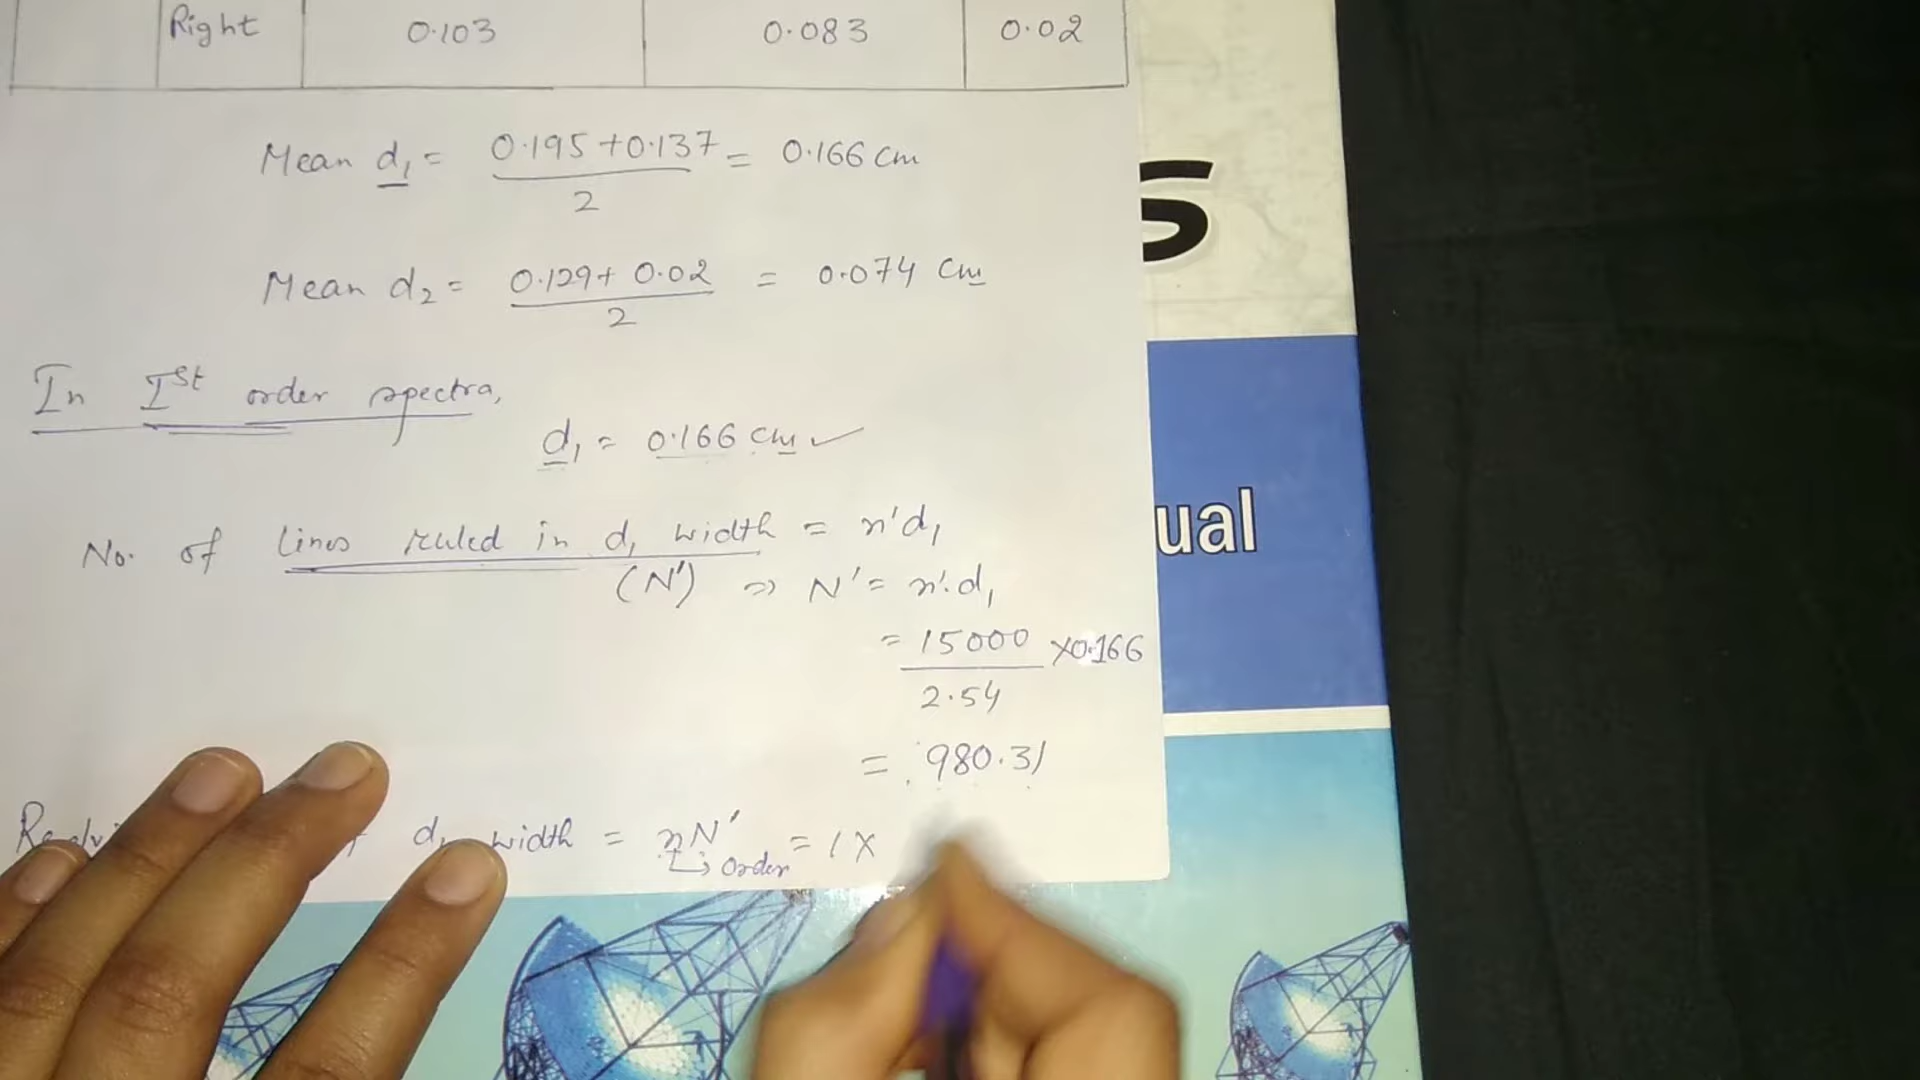 Right 0.103 0.083 0.02
Mean d₁ = 0.195 + 0.137 / 2 = 0.166 cm
Mean d₂ = 0.129 + 0.02 / 2 = 0.074 cm
In Iˢᵗ order spectra,
d₁ = 0.166 cm ✓
No. of lines ruled in d₁ width = n'd₁
(N') ⇒ N' = n'.d₁
= 15000 / 2.54 × 0.166
= 980.31
d₁ width = nN' = 1 ×
↳ order
S
ual